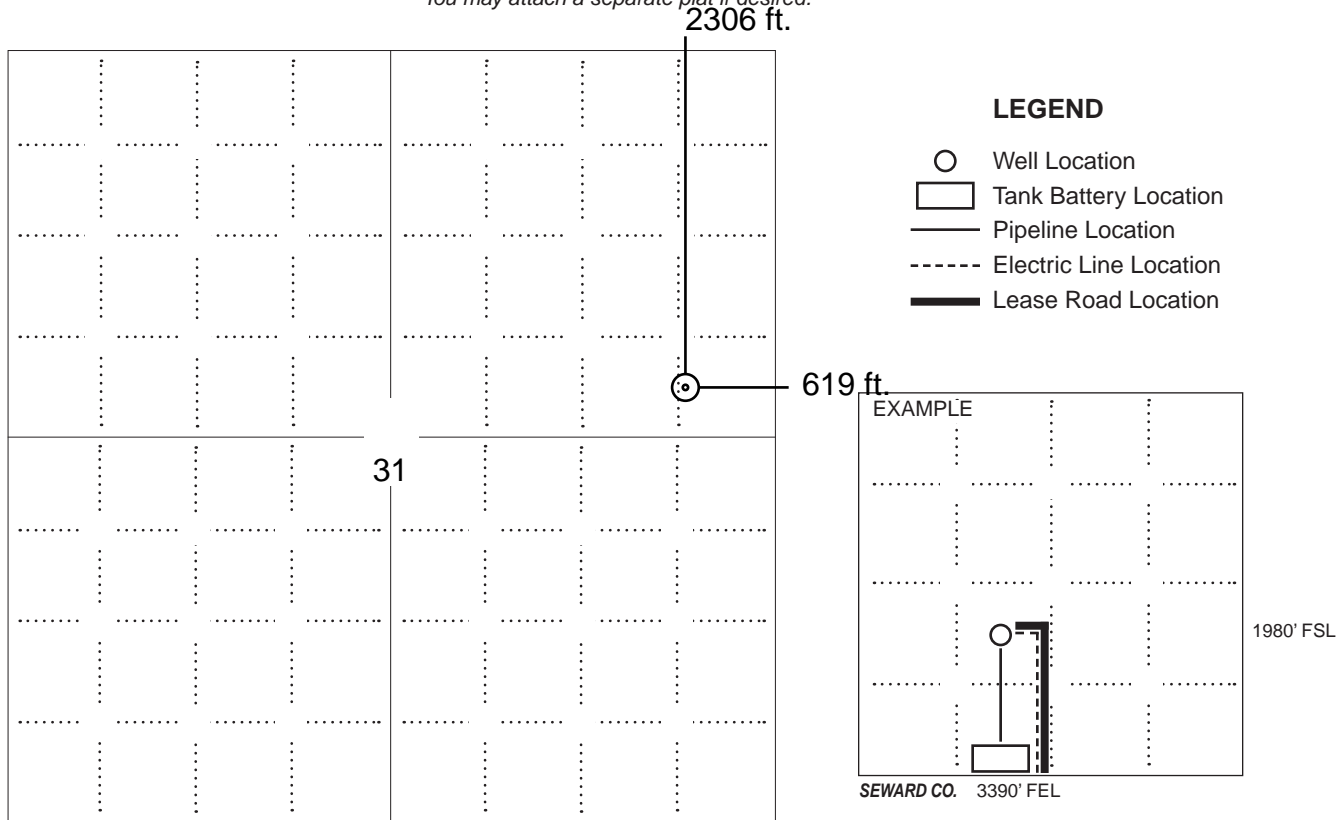 You may attach a separate plat if desired.
2306 ft.
LEGEND
Well Location
Tank Battery Location
Pipeline Location
Electric Line Location
Lease Road Location
619 ft.
EXAMPLE
31
1980' FSL
SEWARD CO. 3390' FEL